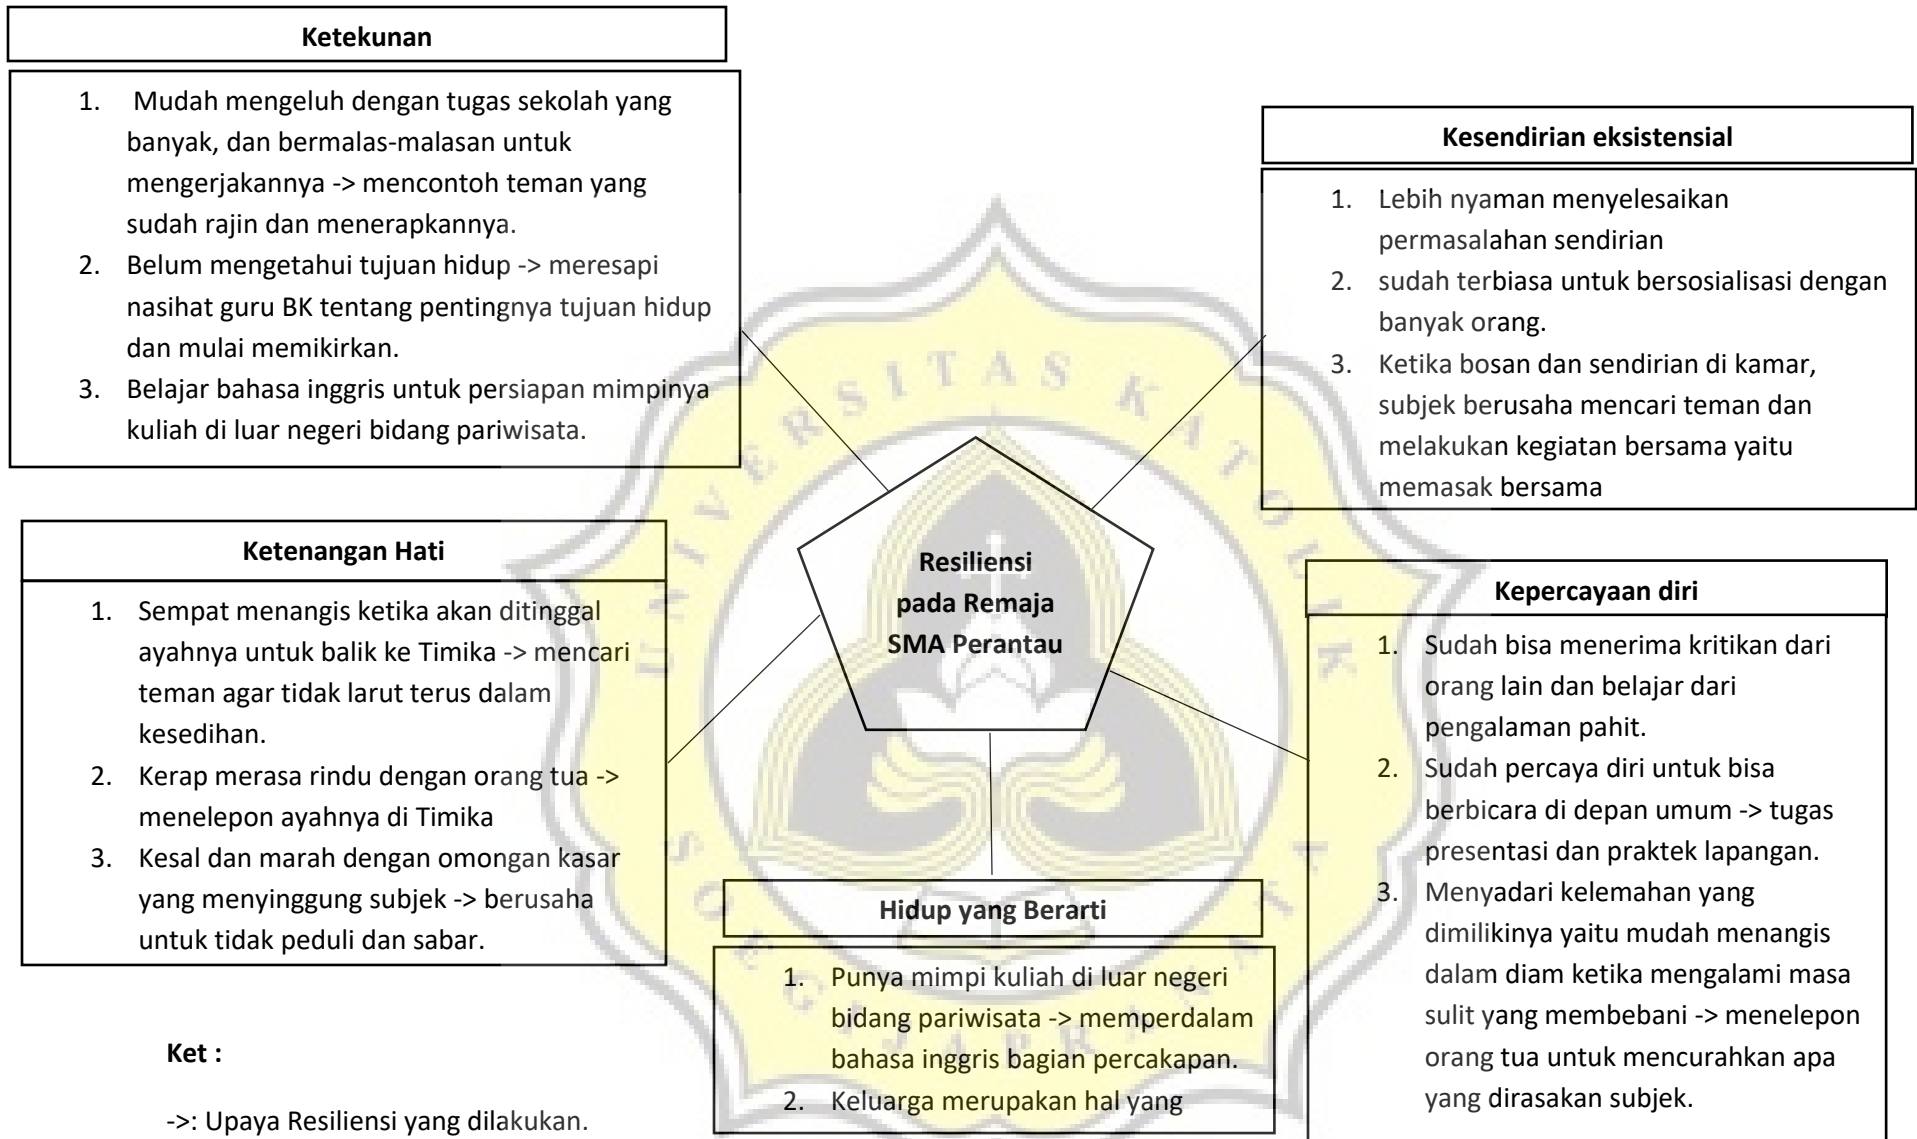 Ketekunan
1. Mudah mengeluh dengan tugas sekolah yang
banyak, dan bermalas-malasan untuk
mengerjakannya -> mencontoh teman yang
sudah rajin dan menerapkannya.
2. Belum mengetahui tujuan hidup -> meresapi
nasihat guru BK tentang pentingnya tujuan hidup
dan mulai memikirkan.
3. Belajar bahasa inggris untuk persiapan mimpinya
kuliah di luar negeri bidang pariwisata.
Kesendirian eksistensial
1. Lebih nyaman menyelesaikan
permasalahan sendirian
2. sudah terbiasa untuk bersosialisasi dengan
banyak orang.
3. Ketika bosan dan sendirian di kamar,
subjek berusaha mencari teman dan
melakukan kegiatan bersama yaitu
memasak bersama
Ketenangan Hati
1. Sempat menangis ketika akan ditinggal
ayahnya untuk balik ke Timika -> mencari
teman agar tidak larut terus dalam
kesedihan.
2. Kerap merasa rindu dengan orang tua ->
menelepon ayahnya di Timika
3. Kesal dan marah dengan omongan kasar
yang menyinggung subjek -> berusaha
untuk tidak peduli dan sabar.
Resiliensi
pada Remaja
SMA Perantau
Kepercayaan diri
1. Sudah bisa menerima kritikan dari
orang lain dan belajar dari
pengalaman pahit.
2. Sudah percaya diri untuk bisa
berbicara di depan umum -> tugas
presentasi dan praktek lapangan.
3. Menyadari kelemahan yang
dimilikinya yaitu mudah menangis
dalam diam ketika mengalami masa
sulit yang membebani -> menelepon
orang tua untuk mencurahkan apa
yang dirasakan subjek.
Hidup yang Berarti
1. Punya mimpi kuliah di luar negeri
bidang pariwisata -> memperdalam
bahasa inggris bagian percakapan.
2. Keluarga merupakan hal yang
Ket :
->: Upaya Resiliensi yang dilakukan.
UNIVERSITAS KATOLIK
SOEGIJAPRANATA